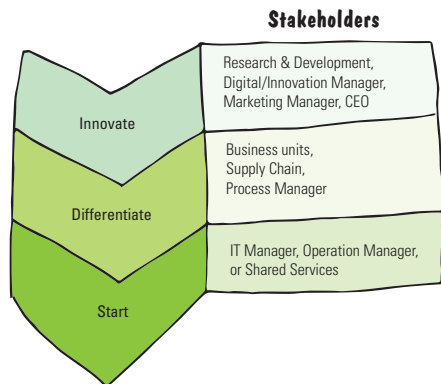 Stakeholders
Innovate
Research & Development,
Digital/Innovation Manager,
Marketing Manager, CEO
Differentiate
Business units,
Supply Chain,
Process Manager
Start
IT Manager, Operation Manager,
or Shared Services